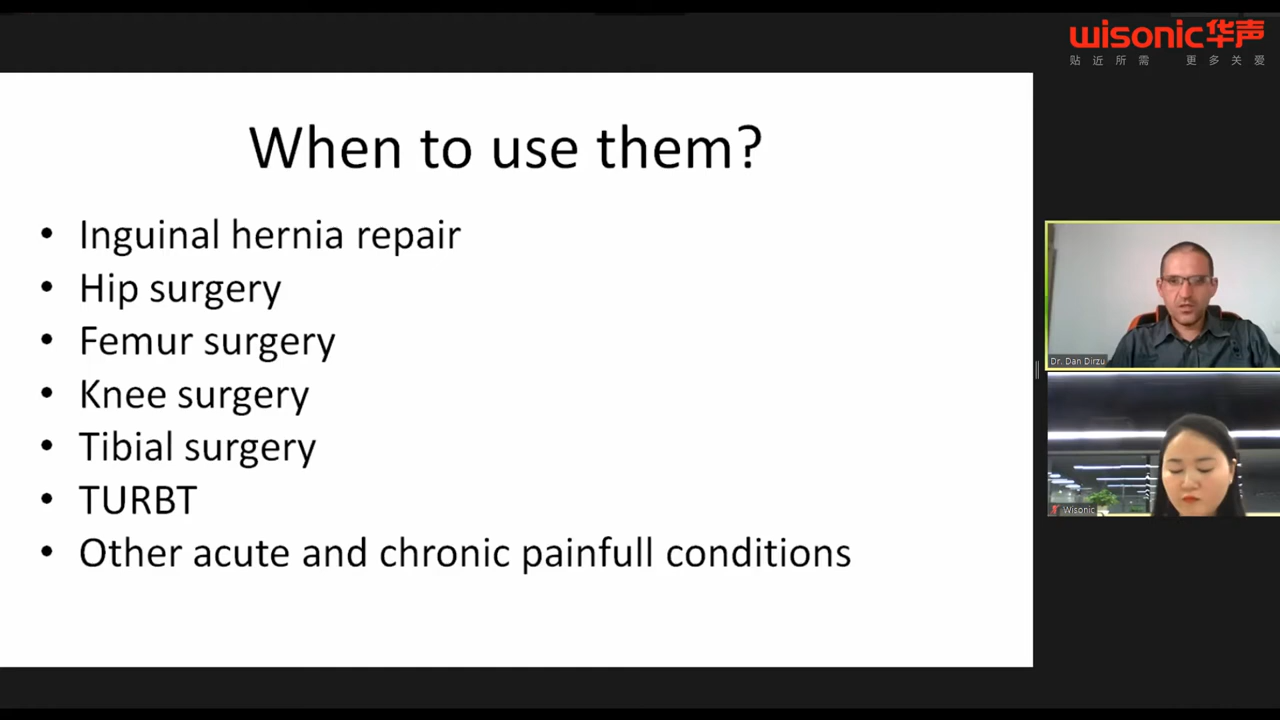 wisonic华声
贴近所需 更多关爱
When to use them?
• Inguinal hernia repair
• Hip surgery
• Femur surgery
• Knee surgery
• Tibial surgery
• TURBT
• Other acute and chronic painfull conditions
Dr. Dan Dirzu
Wisonic